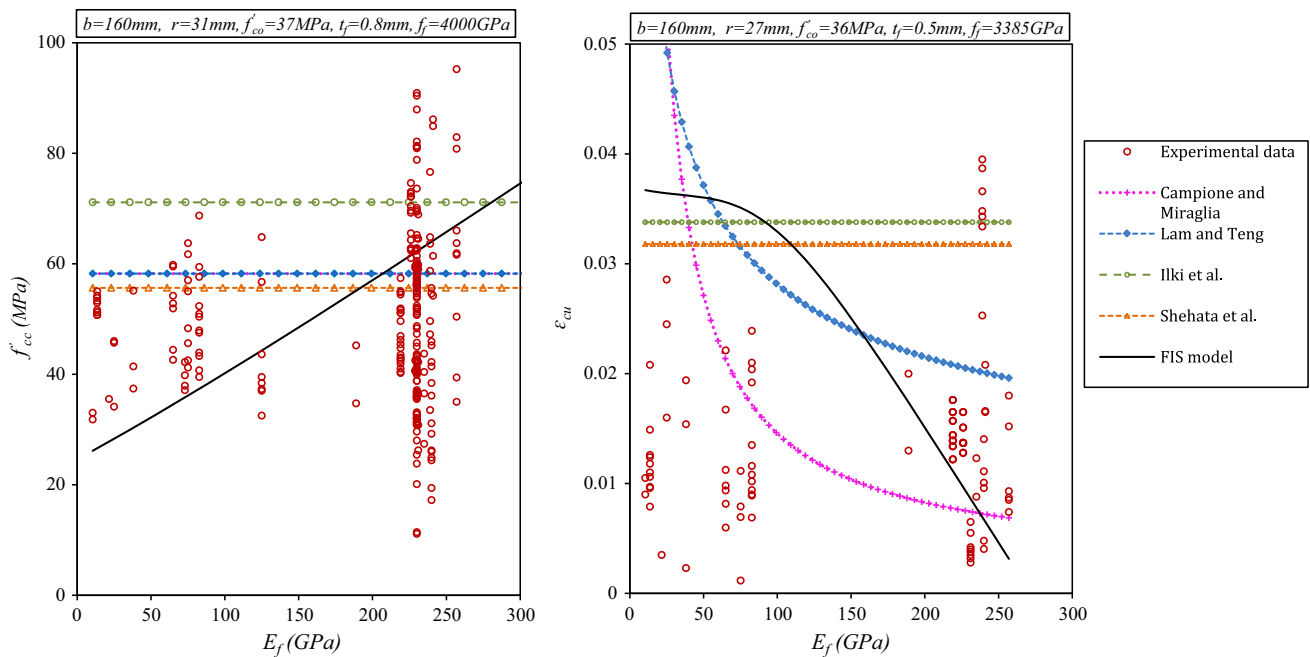 b=160mm, r=31mm, f'co=37MPa, tf=0.8mm, ff=4000GPa
100
80
60
40
20
0
0 50 100 150 200 250 300
f'cc (MPa)
Ef (GPa)
b=160mm, r=27mm, f'co=36MPa, tf=0.5mm, ff=3385GPa
0.05
0.04
0.03
0.02
0.01
0
0 50 100 150 200 250 300
εcu
Ef (GPa)
Experimental data
Campione and
Miraglia
Lam and Teng
Ilki et al.
Shehata et al.
FIS model